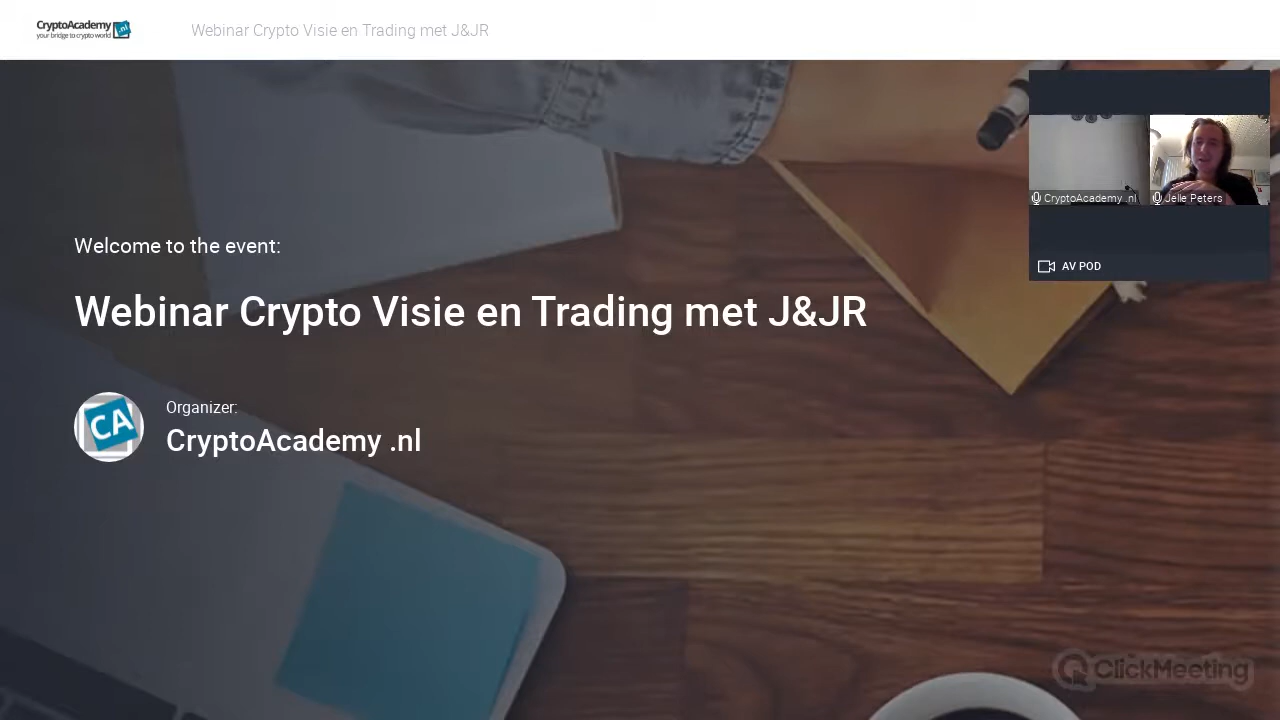 CryptoAcademy .nl
your bridge to crypto world
Webinar Crypto Visie en Trading met J&JR
Welcome to the event:
Webinar Crypto Visie en Trading met J&JR
Organizer:
CA
CryptoAcademy .nl
CryptoAcademy .nl
Jelle Peters
AV POD
ClickMeeting